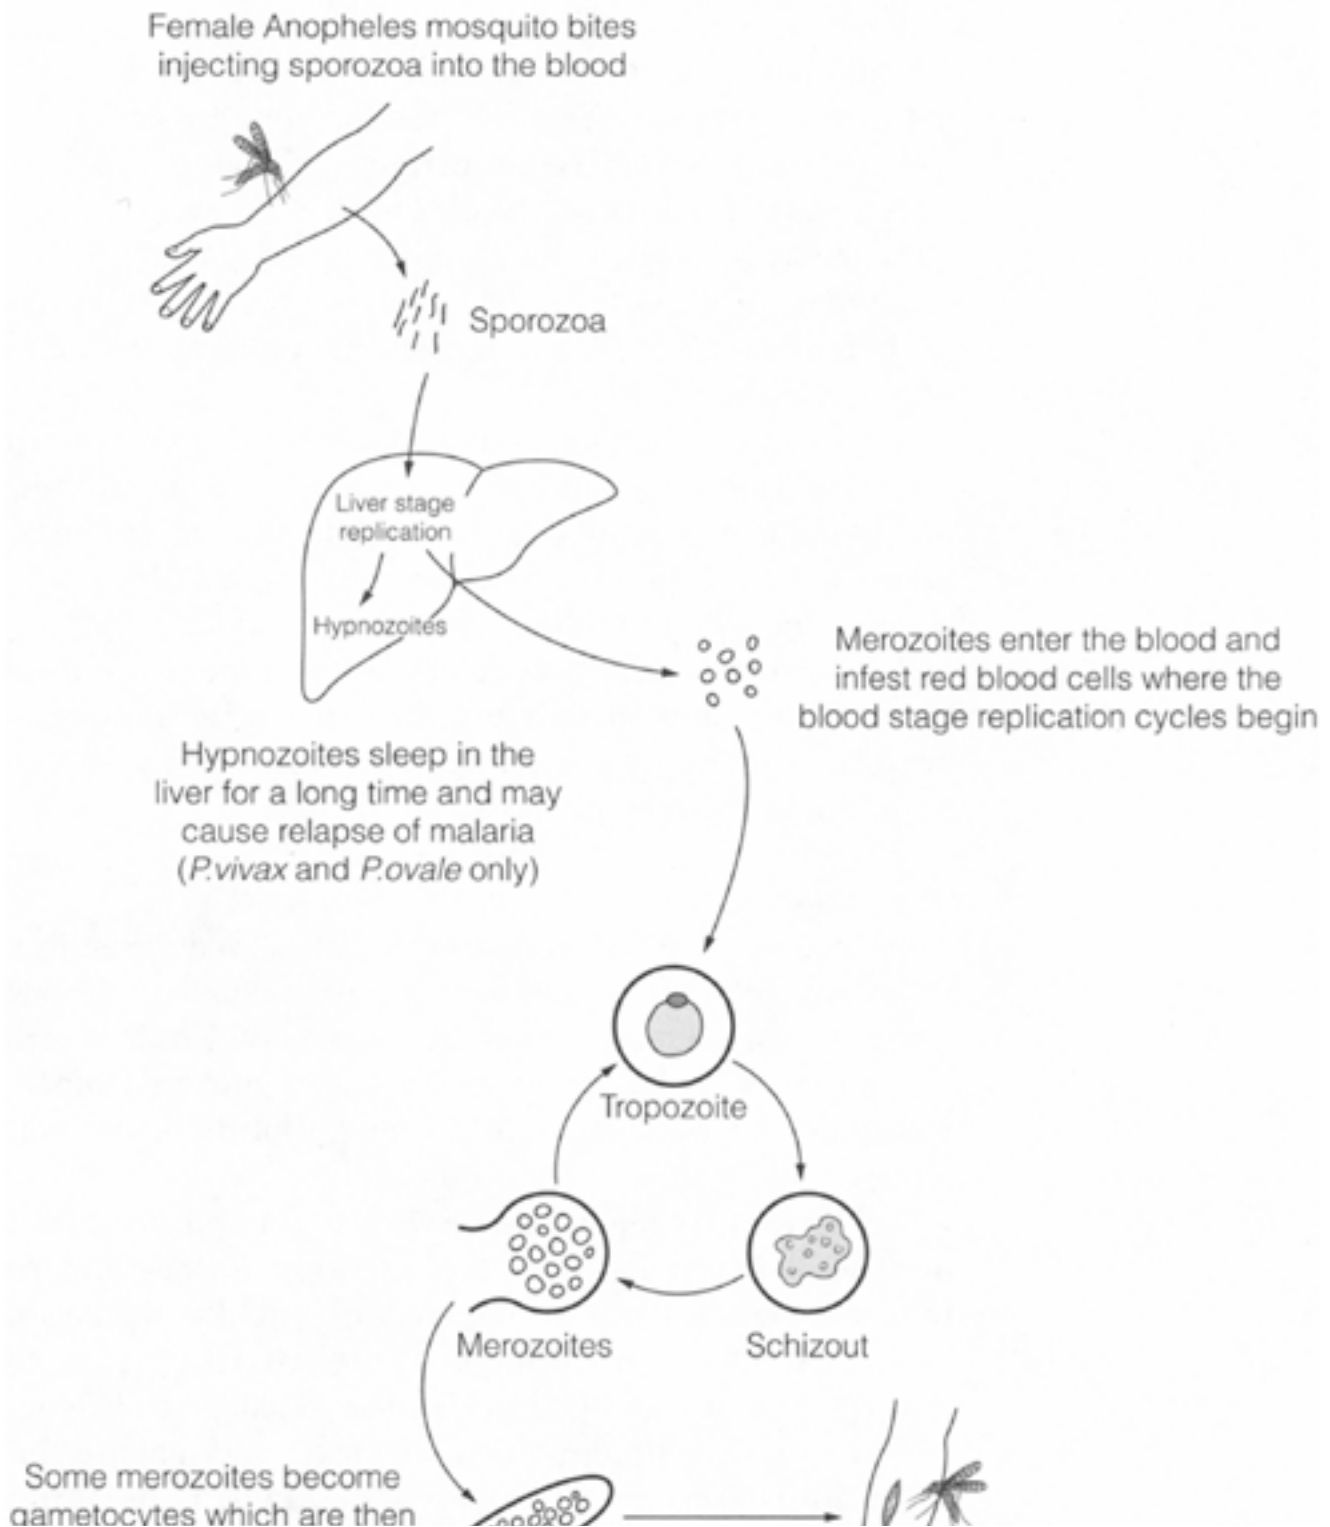 Female Anopheles mosquito bites
injecting sporozoa into the blood
Sporozoa
Liver stage
replication
Hypnozoites
Merozoites enter the blood and
infest red blood cells where the
blood stage replication cycles begin
Hypnozoites sleep in the
liver for a long time and may
cause relapse of malaria
(P.vivax and P.ovale only)
Tropozoite
Merozoites
Schizout
Some merozoites become
gametocytes which are then